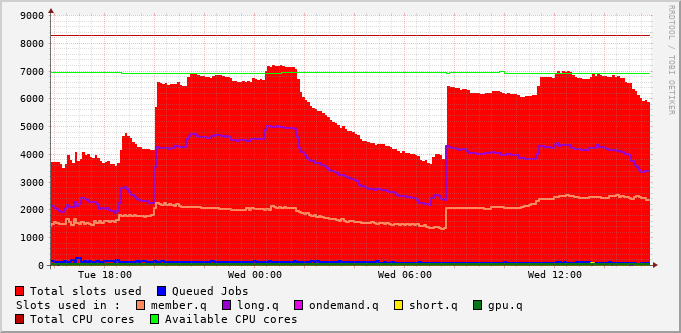 RRDTOOL / TOBI OETIKER
9000
8000
7000
6000
5000
4000
3000
2000
1000
0
Tue 18:00 Wed 00:00 Wed 06:00 Wed 12:00
Total slots used Queued Jobs
Slots used in : member.q long.q ondemand.q short.q gpu.q
Total CPU cores Available CPU cores